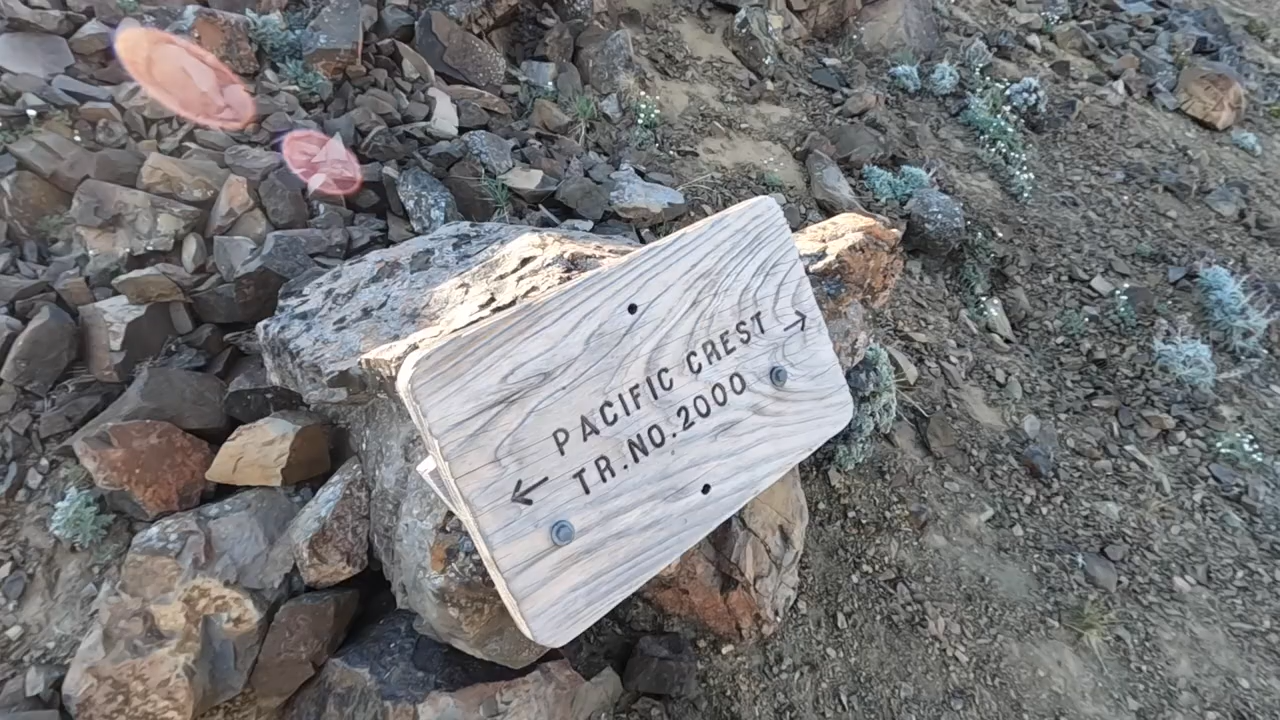 PACIFIC CREST →
← TR.NO.2000